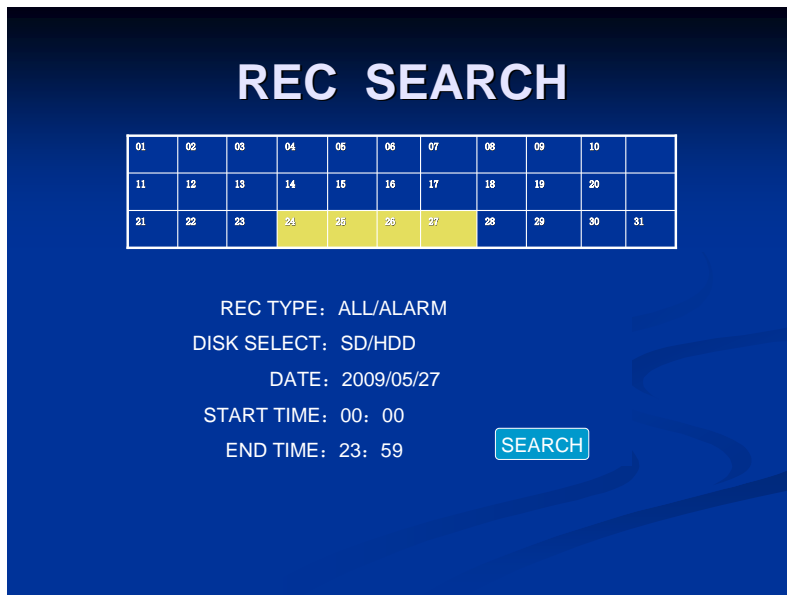 REC SEARCH
01 02 03 04 05 06 07 08 09 10
11 12 13 14 15 16 17 18 19 20
21 22 23 24 25 26 27 28 29 30 31
REC TYPE：ALL/ALARM
DISK SELECT：SD/HDD
DATE：2009/05/27
START TIME：00：00
END TIME：23：59
SEARCH